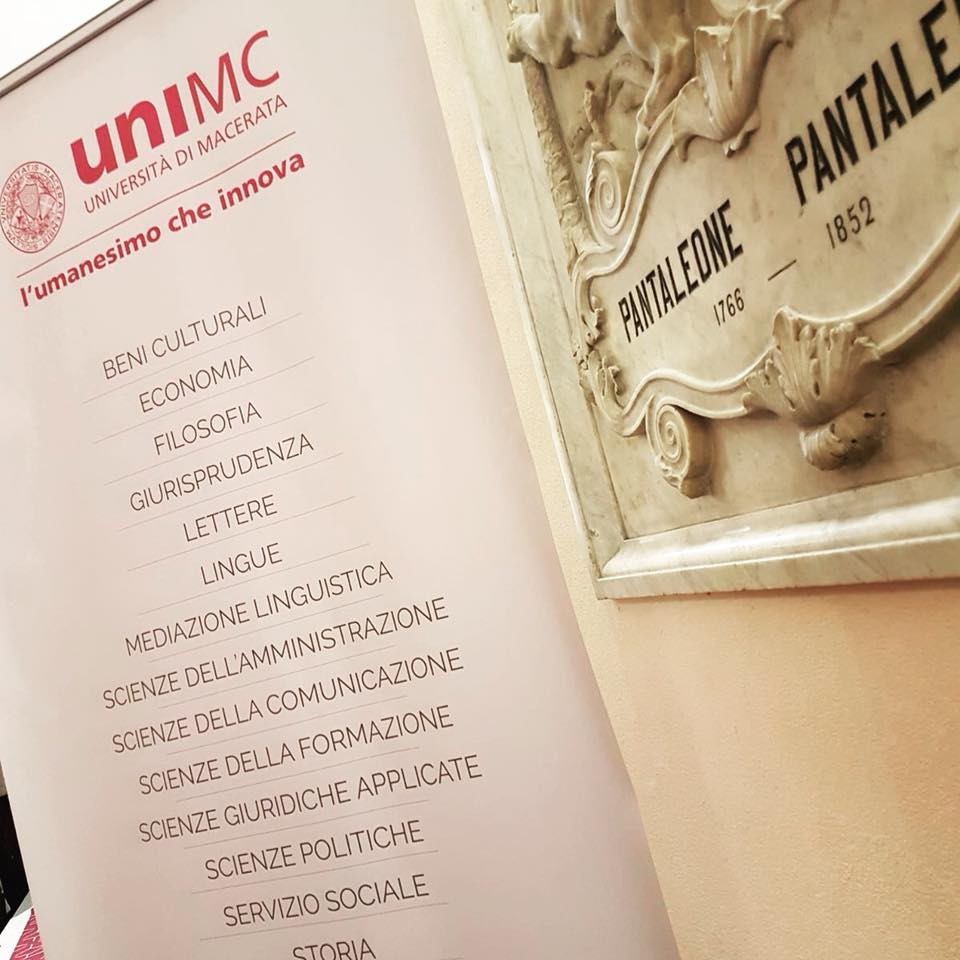 unIMC
UNIVERSITÀ DI MACERATA
l'umanesimo che innova
BENI CULTURALI
ECONOMIA
FILOSOFIA
GIURISPRUDENZA
LETTERE
LINGUE
MEDIAZIONE LINGUISTICA
SCIENZE DELL'AMMINISTRAZIONE
SCIENZE DELLA COMUNICAZIONE
SCIENZE DELLA FORMAZIONE
SCIENZE GIURIDICHE APPLICATE
SCIENZE POLITICHE
SERVIZIO SOCIALE
STORIA
PANTALEONE PANTALE
1766 — 1852